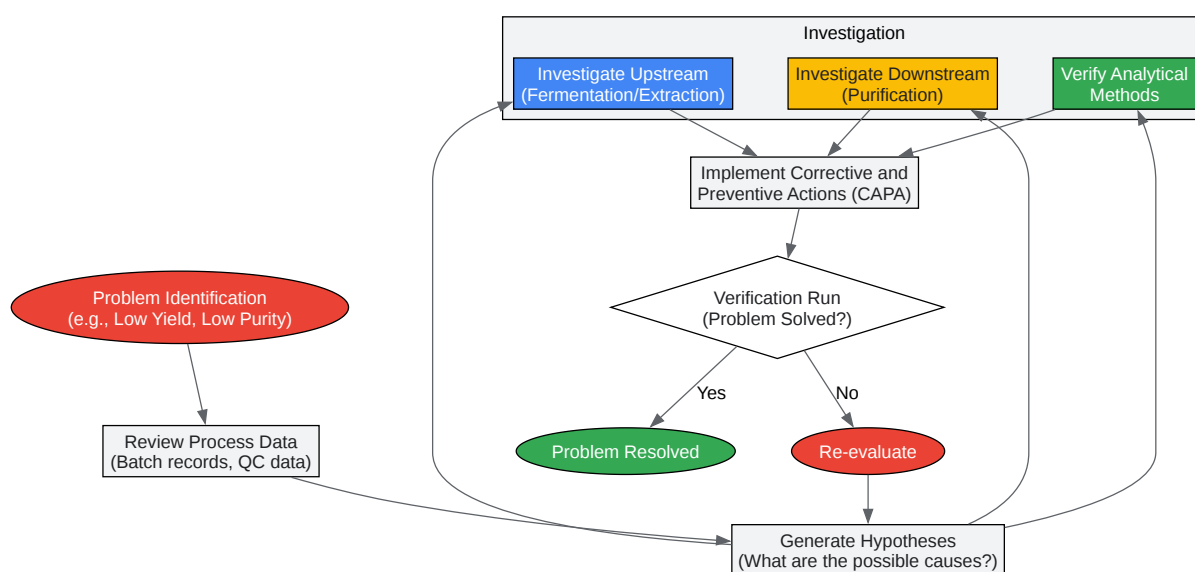 Investigation
Investigate Upstream
(Fermentation/Extraction)
Investigate Downstream
(Purification)
Verify Analytical
Methods
Implement Corrective and
Preventive Actions (CAPA)
Problem Identification
(e.g., Low Yield, Low Purity)
Verification Run
(Problem Solved?)
Yes
No
Review Process Data
(Batch records, QC data)
Problem Resolved
Re-evaluate
Generate Hypotheses
(What are the possible causes?)